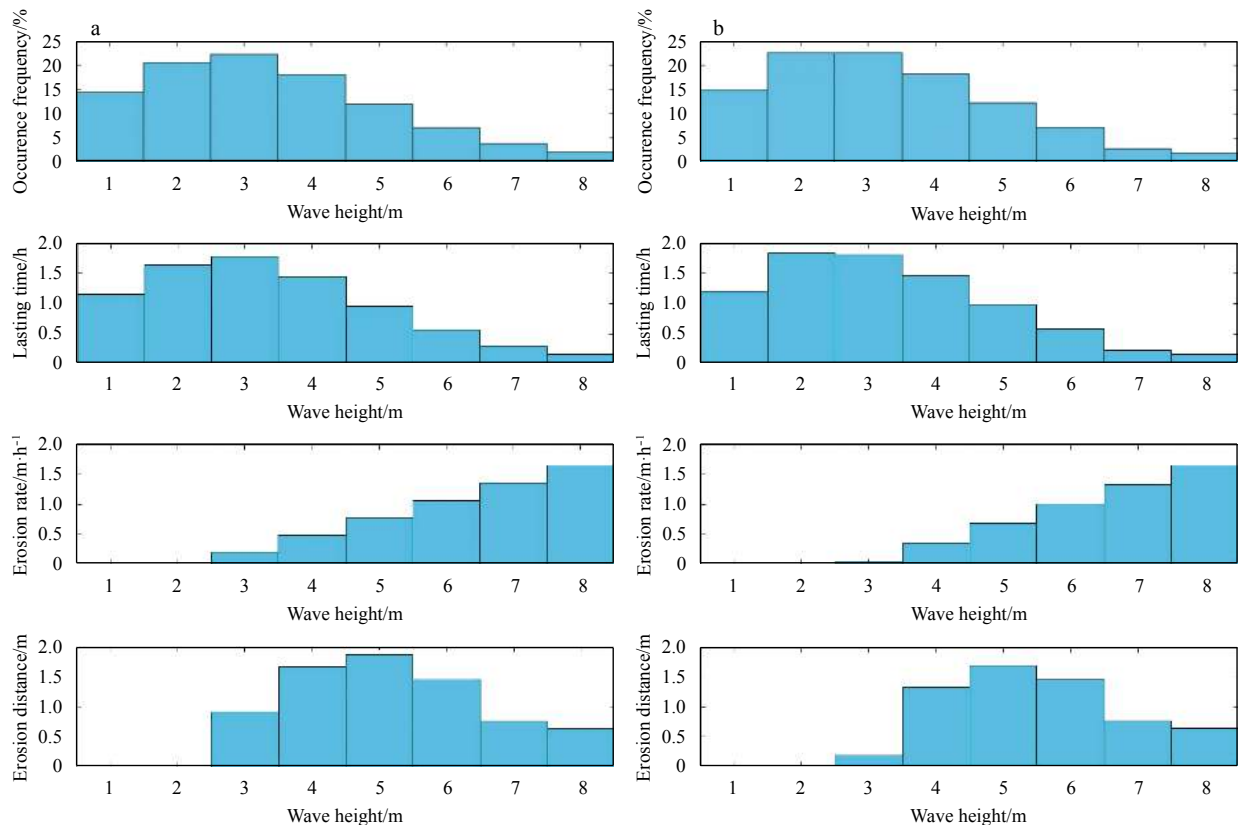 a
Occurence frequency/%
25
20
15
10
5
0
1 2 3 4 5 6 7 8
Wave height/m
Lasting time/h
2.0
1.5
1.0
0.5
0
1 2 3 4 5 6 7 8
Wave height/m
Erosion rate/m·h⁻¹
2.0
1.5
1.0
0.5
0
1 2 3 4 5 6 7 8
Wave height/m
Erosion distance/m
2.0
1.5
1.0
0.5
0
1 2 3 4 5 6 7 8
Wave height/m
b
Occurence frequency/%
25
20
15
10
5
0
1 2 3 4 5 6 7 8
Wave height/m
Lasting time/h
2.0
1.5
1.0
0.5
0
1 2 3 4 5 6 7 8
Wave height/m
Erosion rate/m·h⁻¹
2.0
1.5
1.0
0.5
0
1 2 3 4 5 6 7 8
Wave height/m
Erosion distance/m
2.0
1.5
1.0
0.5
0
1 2 3 4 5 6 7 8
Wave height/m